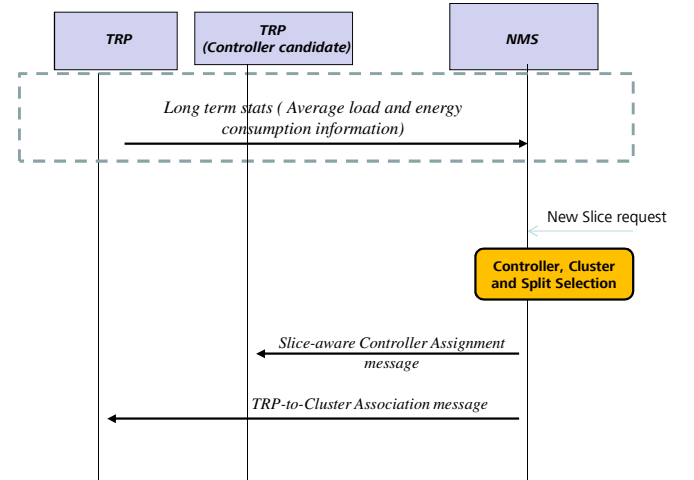 TRP
TRP
(Controller candidate)
NMS
Long term stats ( Average load and energy
consumption information)
New Slice request
Controller, Cluster
and Split Selection
Slice-aware Controller Assignment
message
TRP-to-Cluster Association message